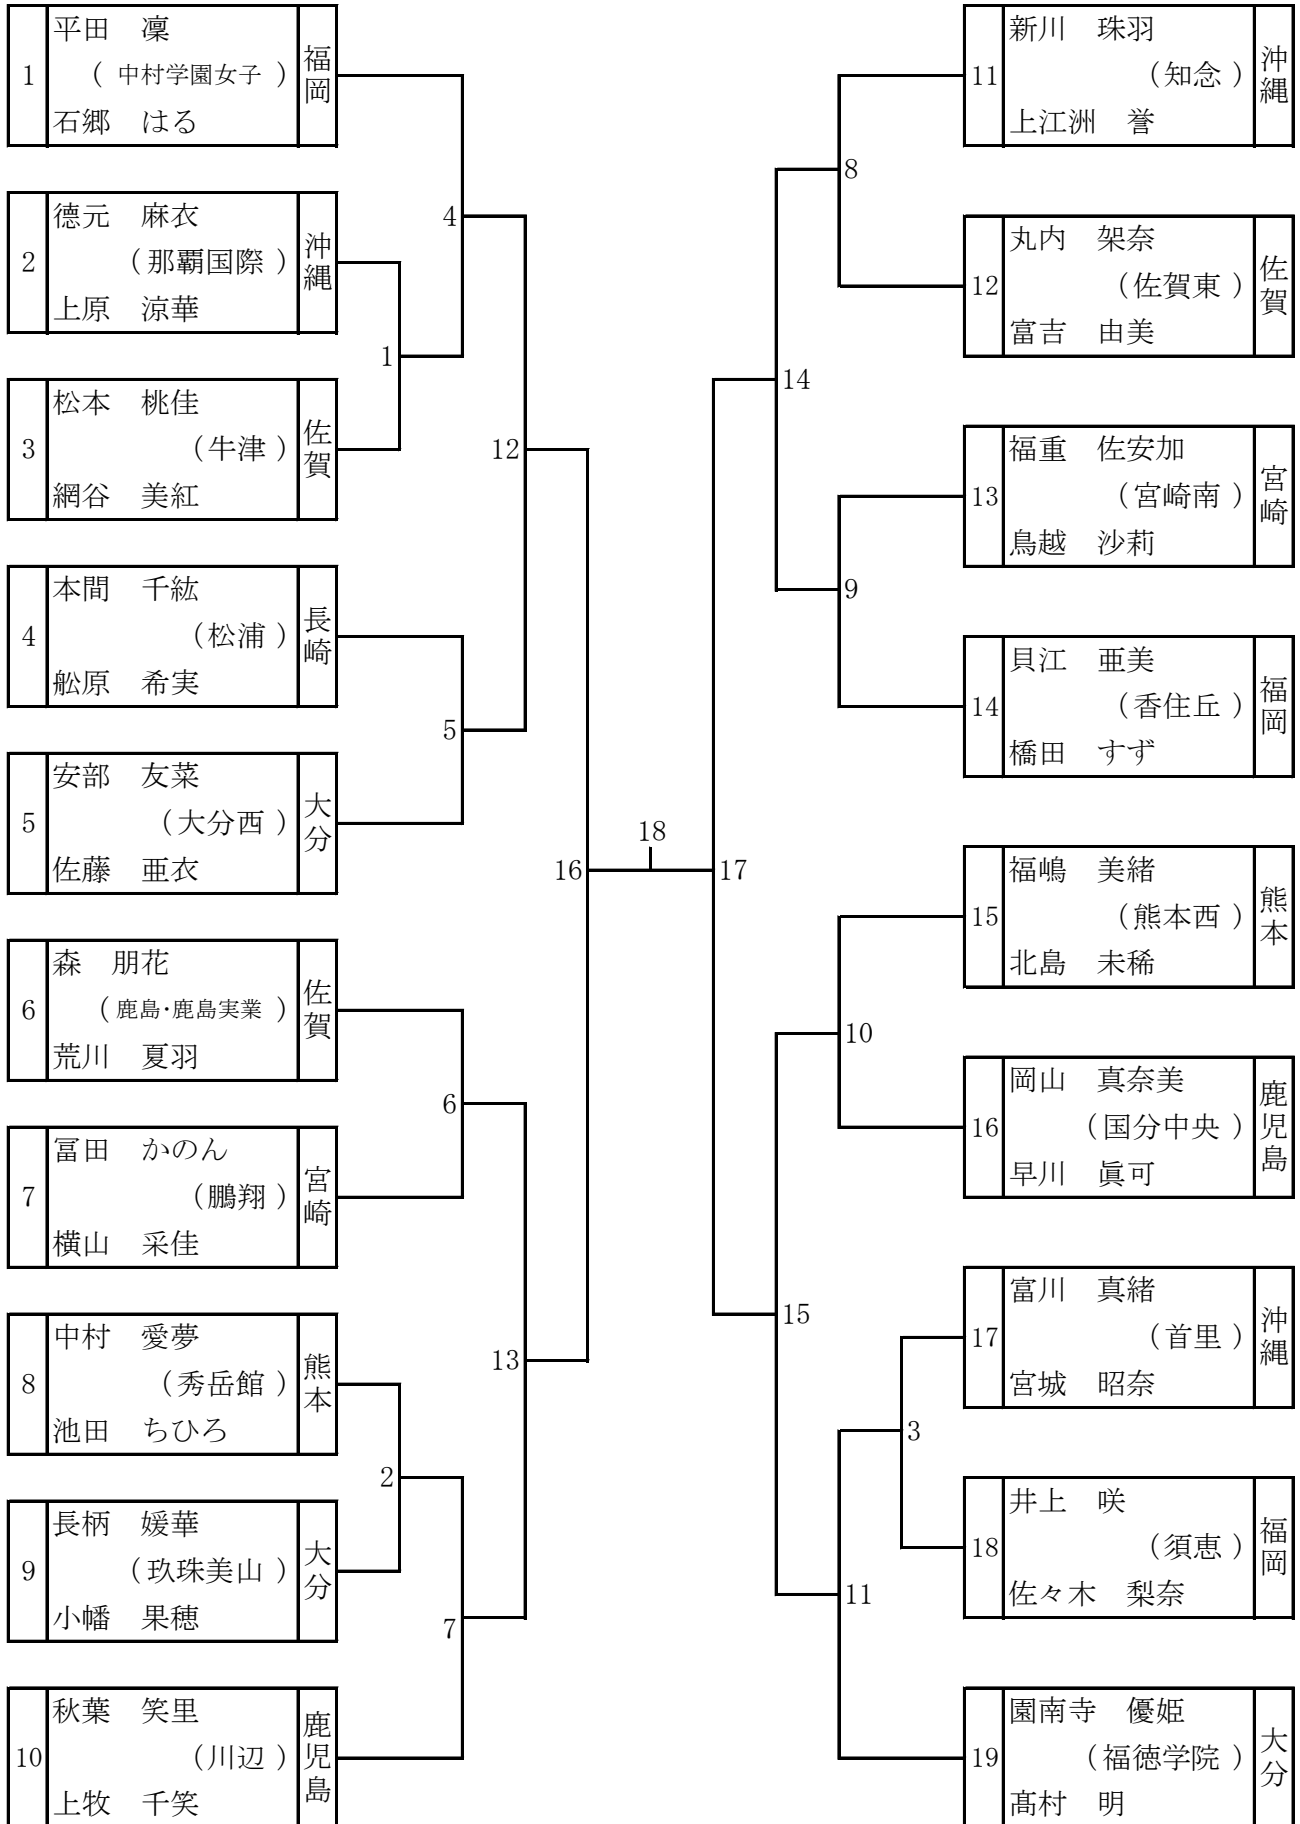 1
平田　凜
（ 中村学園女子 ）
石郷　はる
福岡
2
德元　麻衣
（ 那覇国際 ）
上原　涼華
沖縄
3
松本　桃佳
（ 牛津 ）
網谷　美紅
佐賀
4
本間　千紘
（ 松浦 ）
舩原　希実
長崎
5
安部　友菜
（ 大分西 ）
佐藤　亜衣
大分
6
森　朋花
（ 鹿島・鹿島実業 ）
荒川　夏羽
佐賀
7
冨田　かのん
（ 鵬翔 ）
横山　采佳
宮崎
8
中村　愛夢
（ 秀岳館 ）
池田　ちひろ
熊本
9
長柄　媛華
（ 玖珠美山 ）
小幡　果穂
大分
10
秋葉　笑里
（ 川辺 ）
上牧　千笑
鹿児島
4
1
12
5
16
6
13
2
7
18
17
8
14
9
10
15
3
11
11
新川　珠羽
（ 知念 ）
上江洲　誉
沖縄
12
丸内　架奈
（ 佐賀東 ）
富吉　由美
佐賀
13
福重　佐安加
（ 宮崎南 ）
鳥越　沙莉
宮崎
14
貝江　亜美
（ 香住丘 ）
橋田　すず
福岡
15
福嶋　美緒
（ 熊本西 ）
北島　未稀
熊本
16
岡山　真奈美
（ 国分中央 ）
早川　眞可
鹿児島
17
富川　真緒
（ 首里 ）
宮城　昭奈
沖縄
18
井上　咲
（ 須恵 ）
佐々木　梨奈
福岡
19
園南寺　優姫
（ 福徳学院 ）
髙村　明
大分